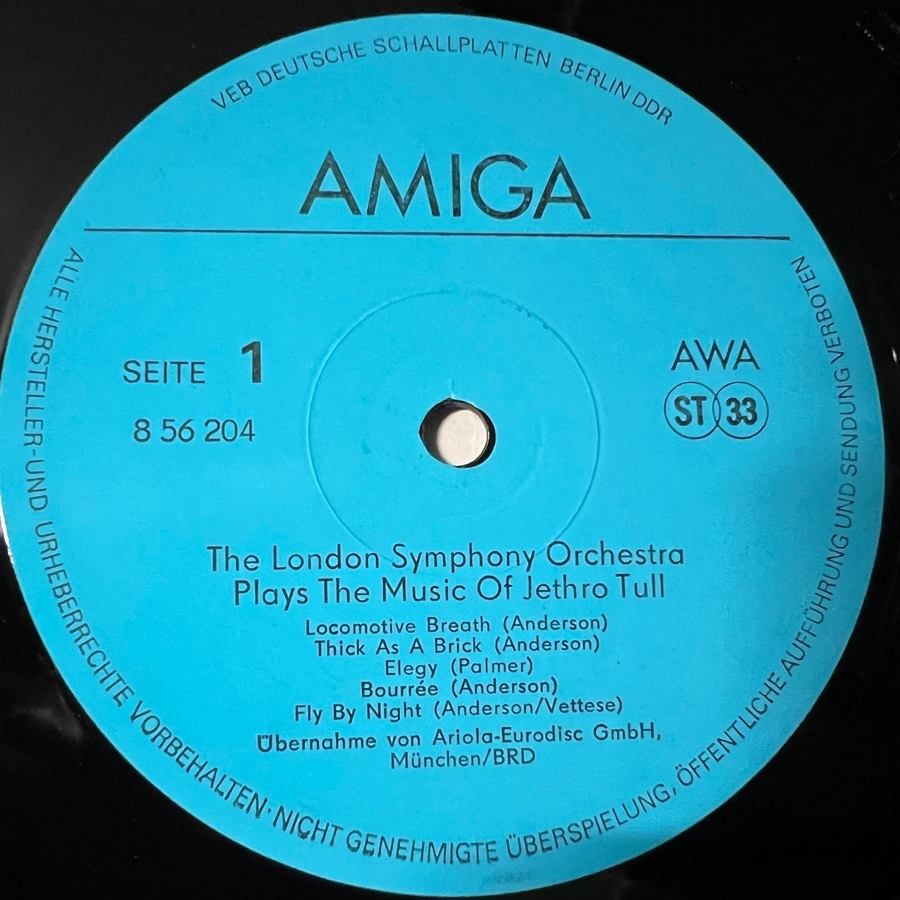 VEB DEUTSCHE SCHALLPLATTEN BERLIN DDR
AMIGA
SEITE 1
8 56 204
AWA
ST 33
The London Symphony Orchestra
Plays The Music Of Jethro Tull
Locomotive Breath (Anderson)
Thick As A Brick (Anderson)
Elegy (Palmer)
Bourrée (Anderson)
Fly By Night (Anderson/Vettese)
Übernahme von Ariola-Eurodisc GmbH,
München/BRD
ALLE HERSTELLER-UND URHEBERRECHTE VORBEHALTEN·NICHT GENEHMIGTE ÜBERSPIELUNG, ÖFFENTLICHE AUFFÜHRUNG UND SENDUNG VERBOTEN